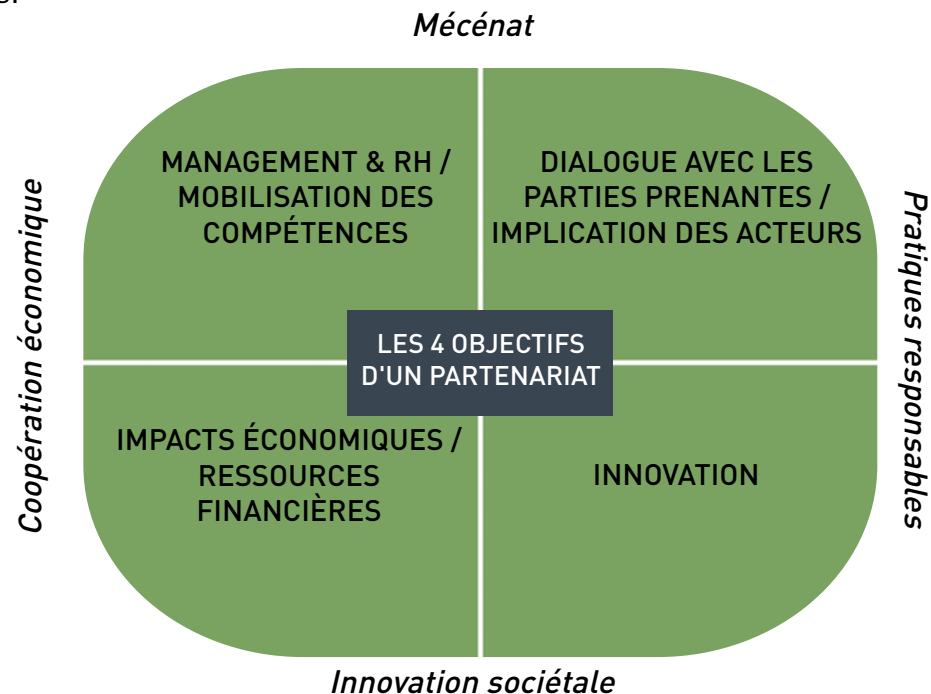 Mécénat
MANAGEMENT & RH /
MOBILISATION DES
COMPÉTENCES
DIALOGUE AVEC LES
PARTIES PRENANTES /
IMPLICATION DES ACTEURS
Coopération économique
Pratiques responsables
LES 4 OBJECTIFS
D'UN PARTENARIAT
IMPACTS ÉCONOMIQUES /
RESSOURCES
FINANCIÈRES
INNOVATION
Innovation sociétale